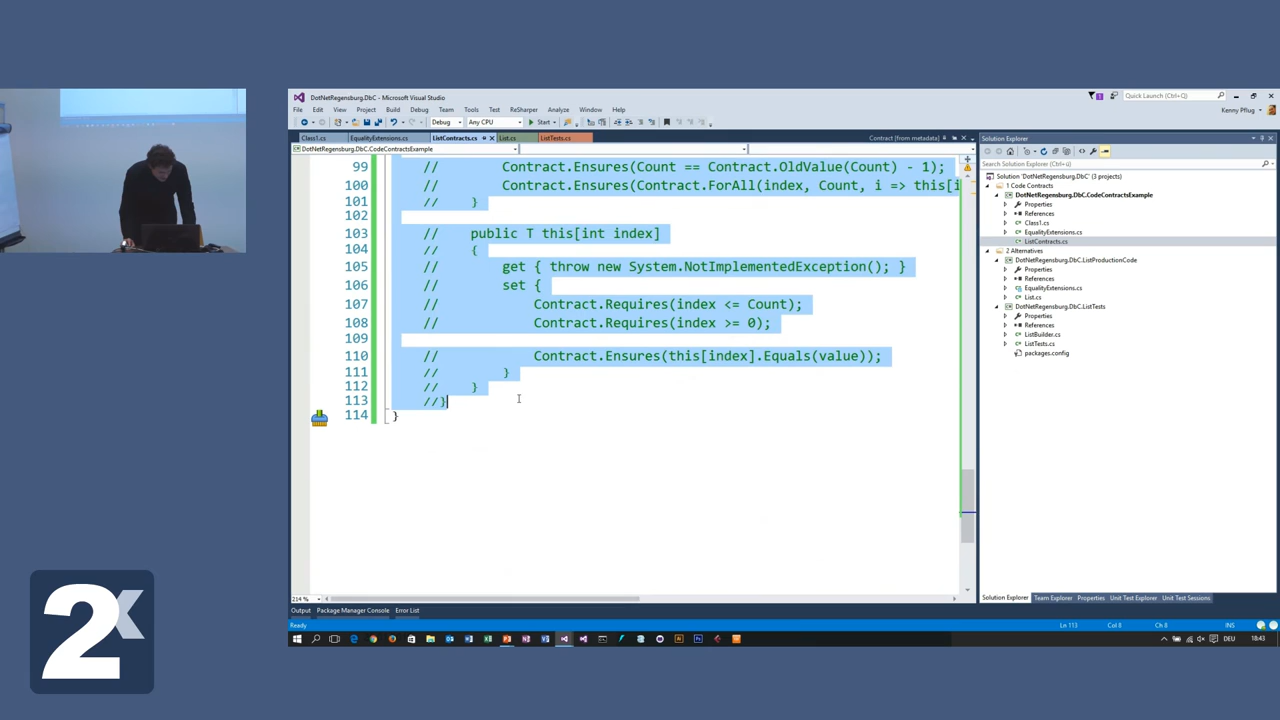 DotNetRegensburg.DbC - Microsoft Visual Studio
Quick Launch (Ctrl+Q)
File Edit View Project Build Debug Team Tools Test ReSharper Analyze Window Help
Kenny Pflug
Debug Any CPU Start
Class1.cs EqualityExtensions.cs ListContracts.cs List.cs ListTests.cs Contract [from metadata]
DotNetRegensburg.DbC.CodeContractsExample
99 // Contract.Ensures(Count == Contract.OldValue(Count) - 1);
100 // Contract.Ensures(Contract.ForAll(index, Count, i => this[i
101 // }
102
103 // public T this[int index]
104 // {
105 // get { throw new System.NotImplementedException(); }
106 // set {
107 // Contract.Requires(index <= Count);
108 // Contract.Requires(index >= 0);
109
110 // Contract.Ensures(this[index].Equals(value));
111 // }
112 // }
113 //}
114 }
214 %
Solution Explorer
Search Solution Explorer (Ctrl+ü)
Solution 'DotNetRegensburg.DbC' (3 projects)
1 Code Contracts
DotNetRegensburg.DbC.CodeContractsExample
Properties
References
Class1.cs
EqualityExtensions.cs
ListContracts.cs
2 Alternatives
DotNetRegensburg.DbC.ListProductionCode
Properties
References
EqualityExtensions.cs
List.cs
DotNetRegensburg.DbC.ListTests
Properties
References
ListBuilder.cs
ListTests.cs
packages.config
Solution Explorer Team Explorer Properties Unit Test Explorer Unit Test Sessions
Output Package Manager Console Error List
Ready Ln 113 Col 8 Ch 8 INS
DEU 18:43
2x